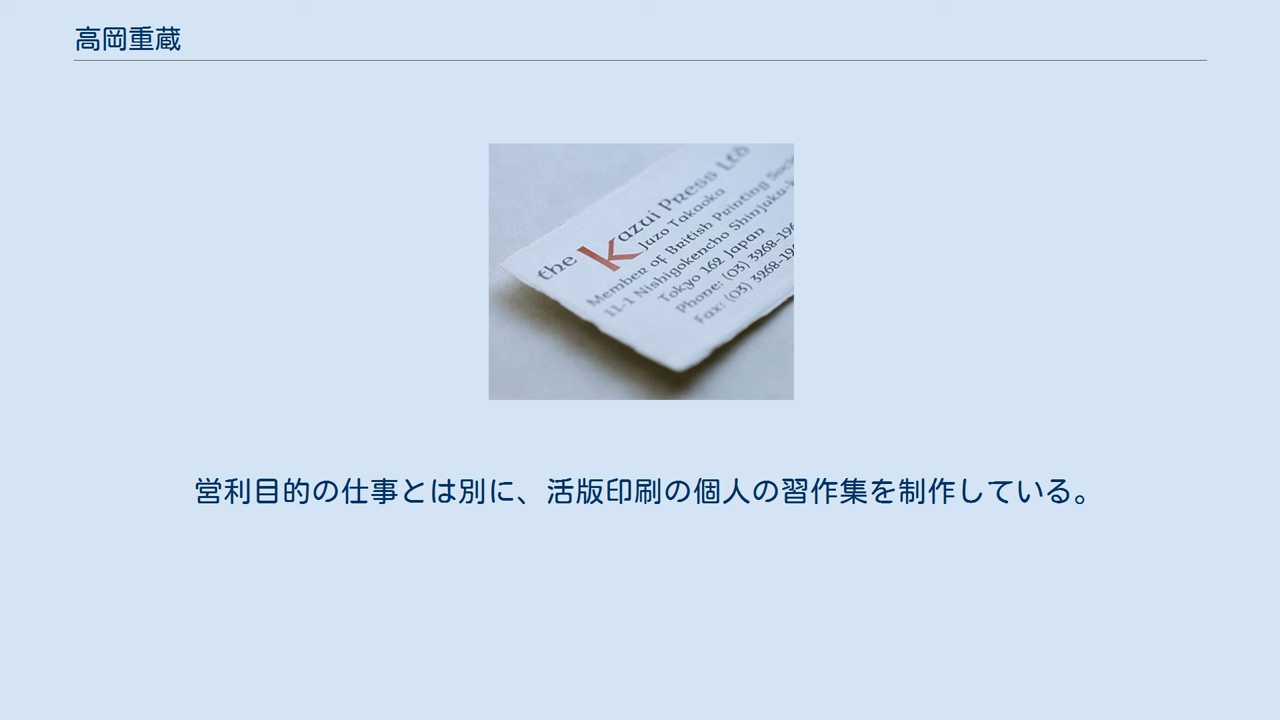 高岡重蔵
the kazui Press Ltd
Juzo Takaoka
Member of British Printing
11-1 Nishigokencho Shinjuku-k
Tokyo 162 Japan
Phone: (03) 3268-19
Fax: (03) 3268-19
営利目的の仕事とは別に、活版印刷の個人の習作集を制作している。